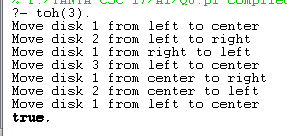 ?- toh(3).
Move disk 1 from left to center
Move disk 2 from left to right
Move disk 1 from right to left
Move disk 3 from left to center
Move disk 1 from center to right
Move disk 2 from center to left
Move disk 1 from left to center
true.